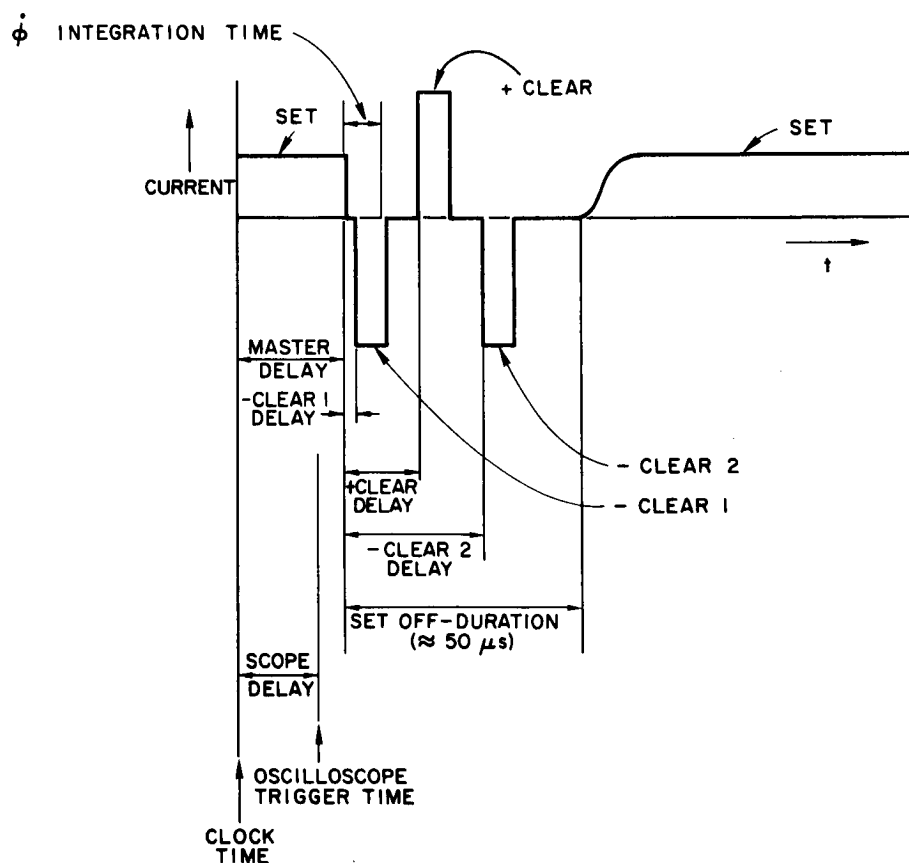 φ̇ INTEGRATION TIME
+ CLEAR
SET
SET
CURRENT
t
MASTER
DELAY
-CLEAR 1
DELAY
- CLEAR 2
+CLEAR
DELAY
- CLEAR 1
-CLEAR 2
DELAY
SET OFF-DURATION
(≈ 50 μs)
SCOPE
DELAY
OSCILLOSCOPE
TRIGGER TIME
CLOCK
TIME